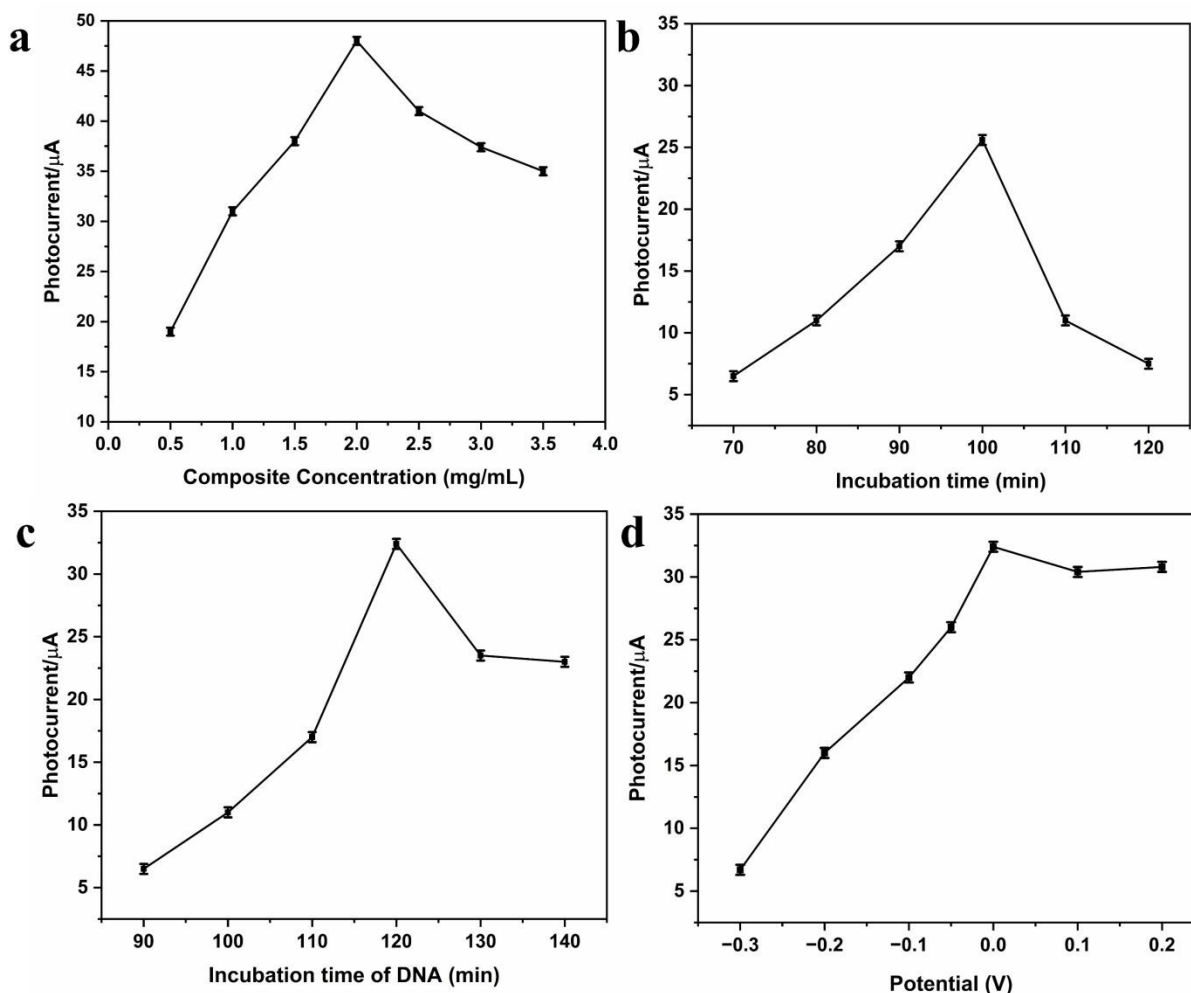 a
50
45
40
35
30
25
20
15
10
Photocurrent/μA
0.0 0.5 1.0 1.5 2.0 2.5 3.0 3.5 4.0
Composite Concentration (mg/mL)
b
35
30
25
20
15
10
5
Photocurrent/μA
70 80 90 100 110 120
Incubation time (min)
c
35
30
25
20
15
10
5
Photocurrent/μA
90 100 110 120 130 140
Incubation time of DNA (min)
d
35
30
25
20
15
10
5
Photocurrent/μA
−0.3 −0.2 −0.1 0.0 0.1 0.2
Potential (V)